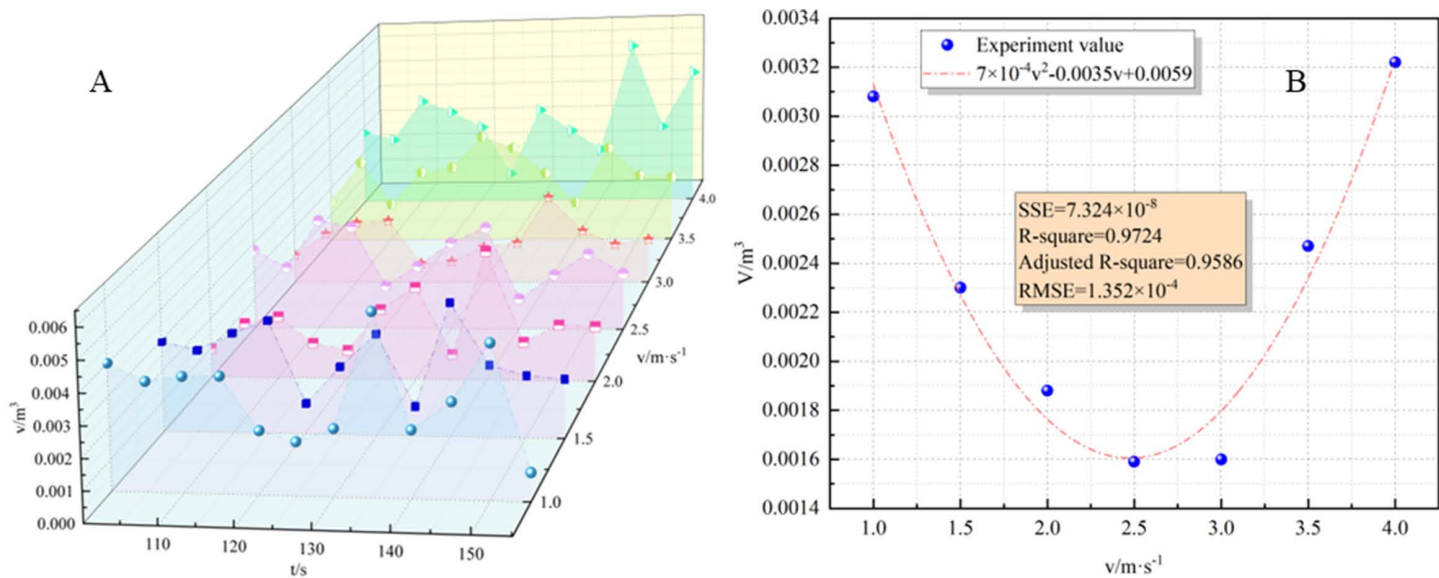 A
0.006
0.005
0.004
0.003
0.002
0.001
0.000
v/m³
110
120
130
140
150
t/s
1.0
1.5
2.0
2.5
3.0
3.5
4.0
v/m·s⁻¹
B
Experiment value
7×10⁻⁴v²-0.0035v+0.0059
SSE=7.324×10⁻⁸
R-square=0.9724
Adjusted R-square=0.9586
RMSE=1.352×10⁻⁴
0.0034
0.0032
0.0030
0.0028
0.0026
0.0024
0.0022
0.0020
0.0018
0.0016
0.0014
V/m³
1.0
1.5
2.0
2.5
3.0
3.5
4.0
v/m·s⁻¹